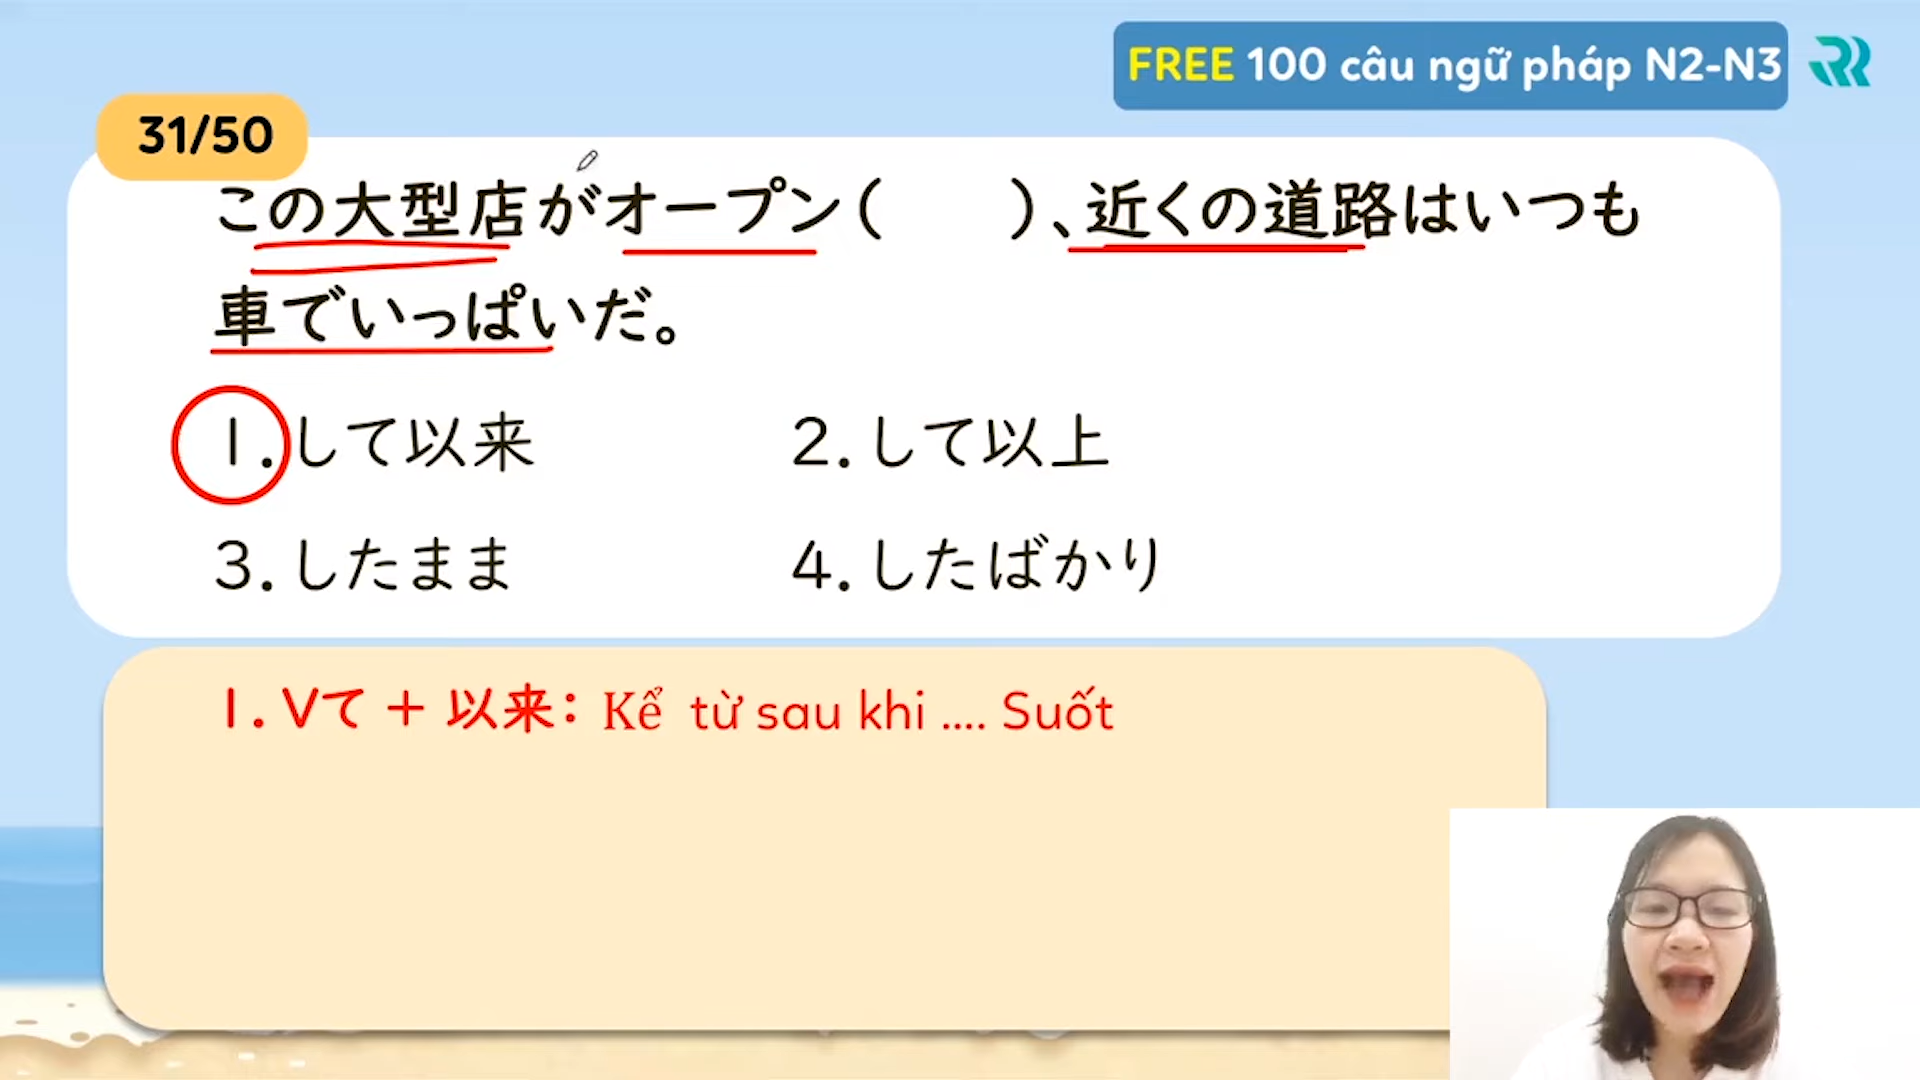 FREE 100 câu ngữ pháp N2-N3
31/50
この大型店がオープン( )、近くの道路はいつも
車でいっぱいだ。
1.して以来
2.して以上
3.したまま
4.したばかり
1. Vて + 以来: Kể từ sau khi .... Suốt